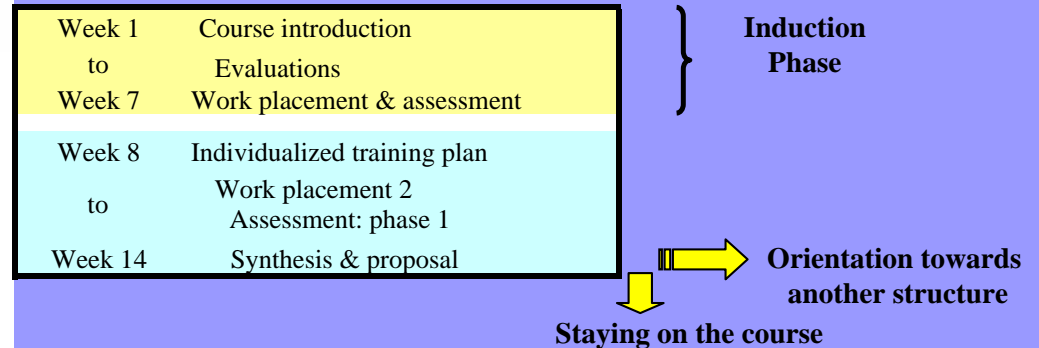 Week 1 Course introduction
to Evaluations
Week 7 Work placement & assessment
Induction
Phase
Week 8 Individualized training plan
to Work placement 2
Assessment: phase 1
Week 14 Synthesis & proposal
Orientation towards
another structure
Staying on the course